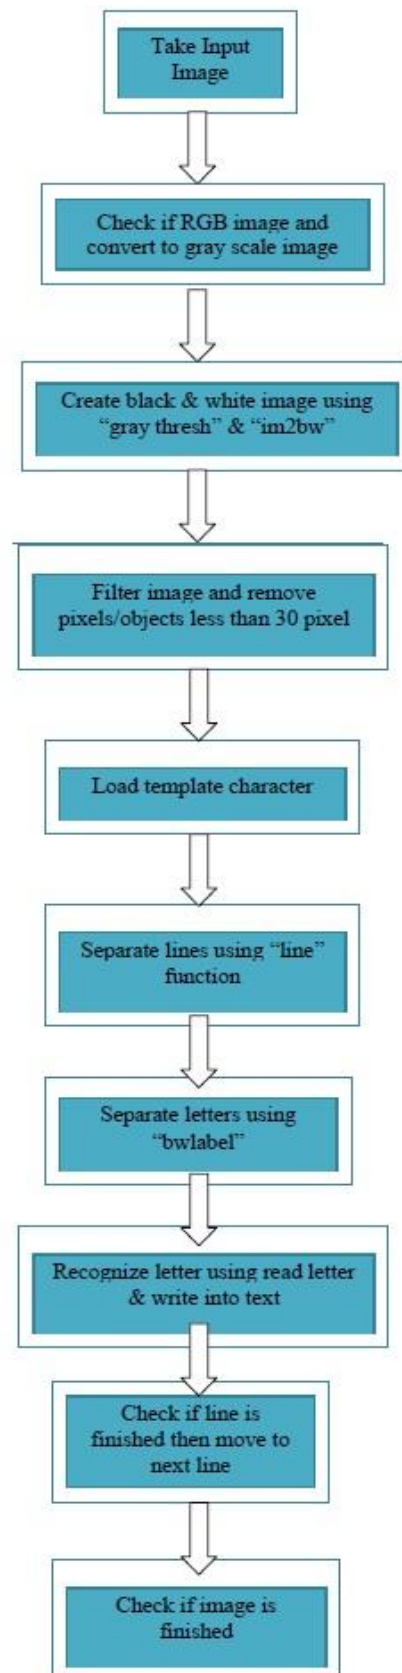 Take Input
Image
Check if RGB image and
convert to gray scale image
Create black & white image using
“gray thresh” & “im2bw”
Filter image and remove
pixels/objects less than 30 pixel
Load template character
Separate lines using “line”
function
Separate letters using
“bwlabel”
Recognize letter using read letter
& write into text
Check if line is
finished then move to
next line
Check if image is
finished